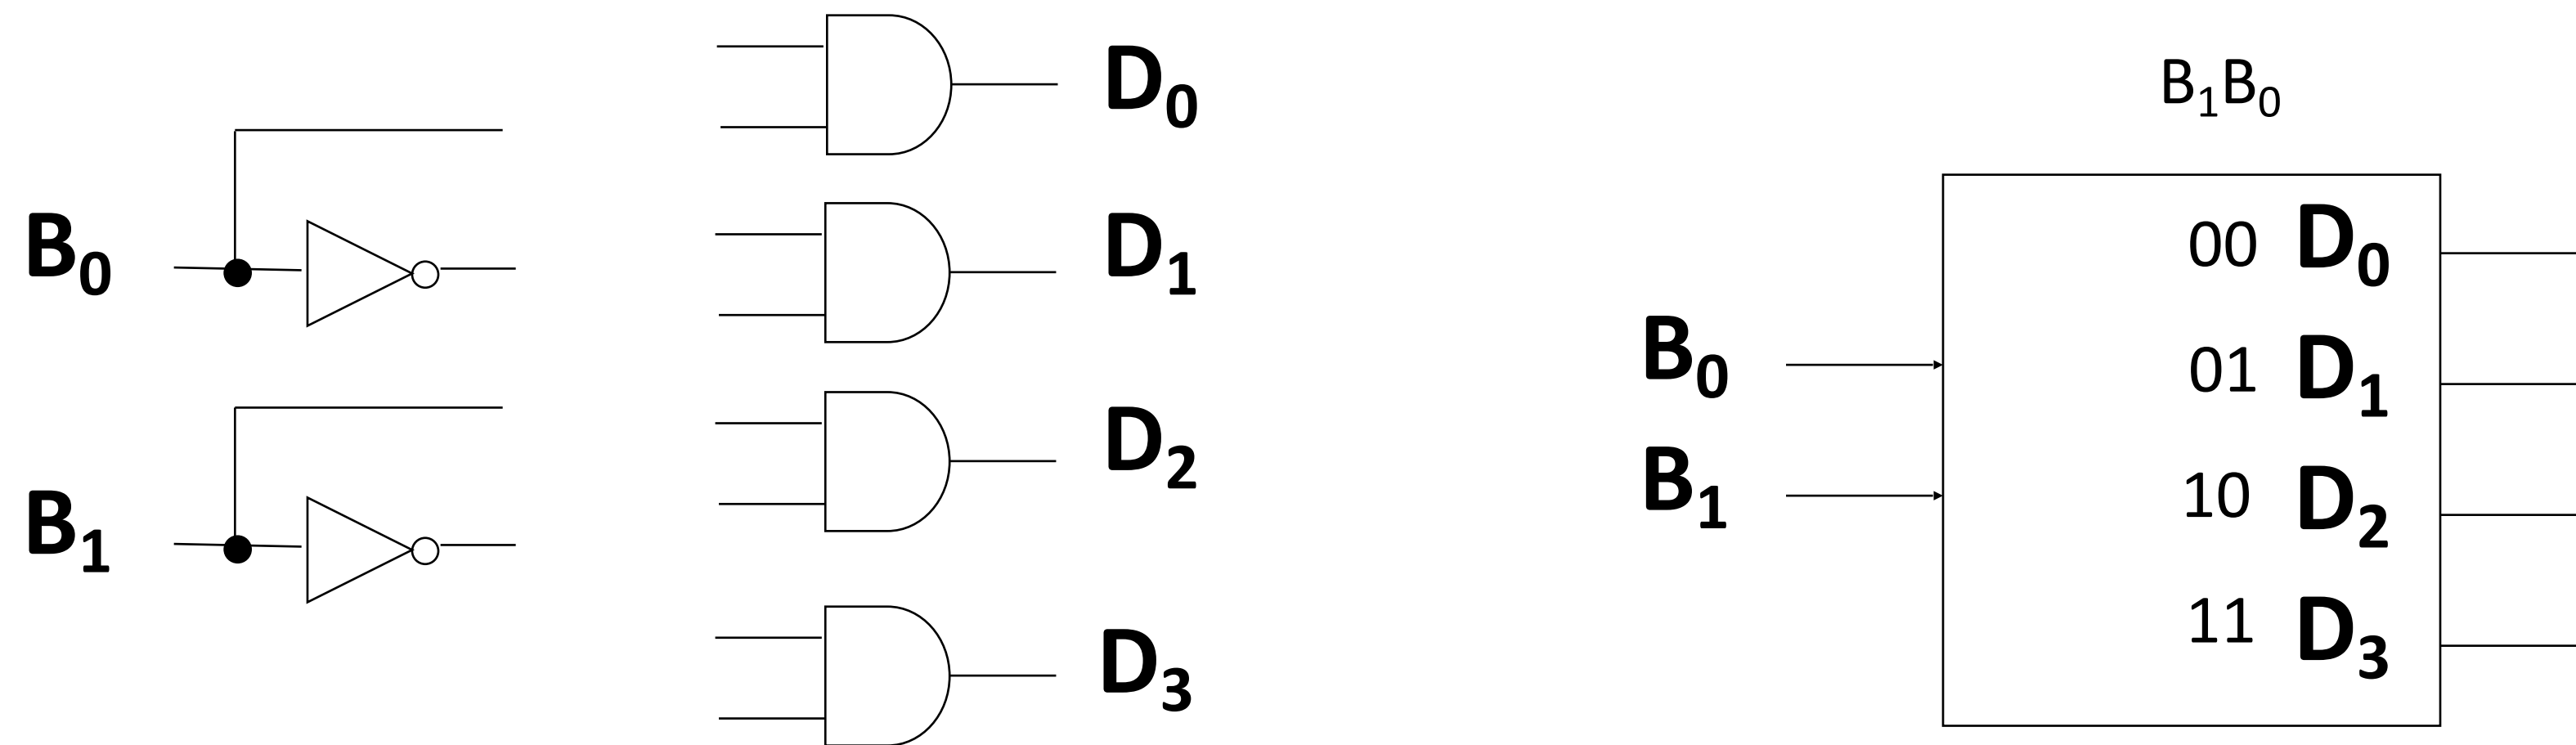 B₀
B₁
D₀
D₁
D₂
D₃
B₀
B₁
B₁B₀
00 D₀
01 D₁
10 D₂
11 D₃